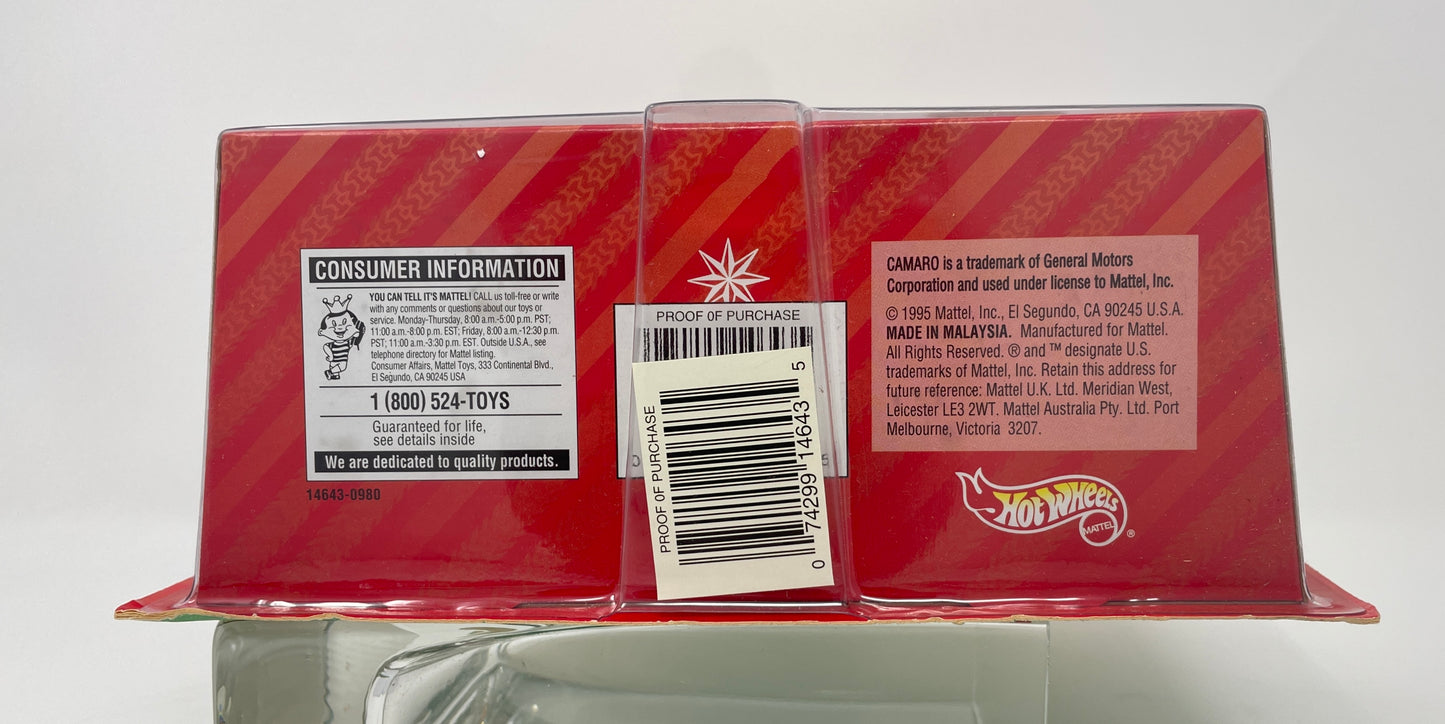 CONSUMER INFORMATION
YOU CAN TELL IT'S MATTEL! CALL us toll-free or write
with any comments or questions about our toys or
service. Monday-Thursday, 8:00 a.m.-5:00 p.m. PST;
11:00 a.m.-8:00 p.m. EST; Friday, 8:00 a.m.-12:30 p.m.
PST; 11:00 a.m.-3:30 p.m. EST. Outside U.S.A., see
telephone directory for Mattel listing.
Consumer Affairs, Mattel Toys, 333 Continental Blvd.,
El Segundo, CA 90245 USA
1 (800) 524-TOYS
Guaranteed for life,
see details inside
We are dedicated to quality products.
14643-0980
PROOF OF PURCHASE
PROOF OF PURCHASE
0 74299 14643 5
CAMARO is a trademark of General Motors
Corporation and used under license to Mattel, Inc.
© 1995 Mattel, Inc., El Segundo, CA 90245 U.S.A.
MADE IN MALAYSIA. Manufactured for Mattel.
All Rights Reserved. ® and ™ designate U.S.
trademarks of Mattel, Inc. Retain this address for
future reference: Mattel U.K. Ltd. Meridian West,
Leicester LE3 2WT. Mattel Australia Pty. Ltd. Port
Melbourne, Victoria 3207.
HOT WHEELS
MATTEL ®